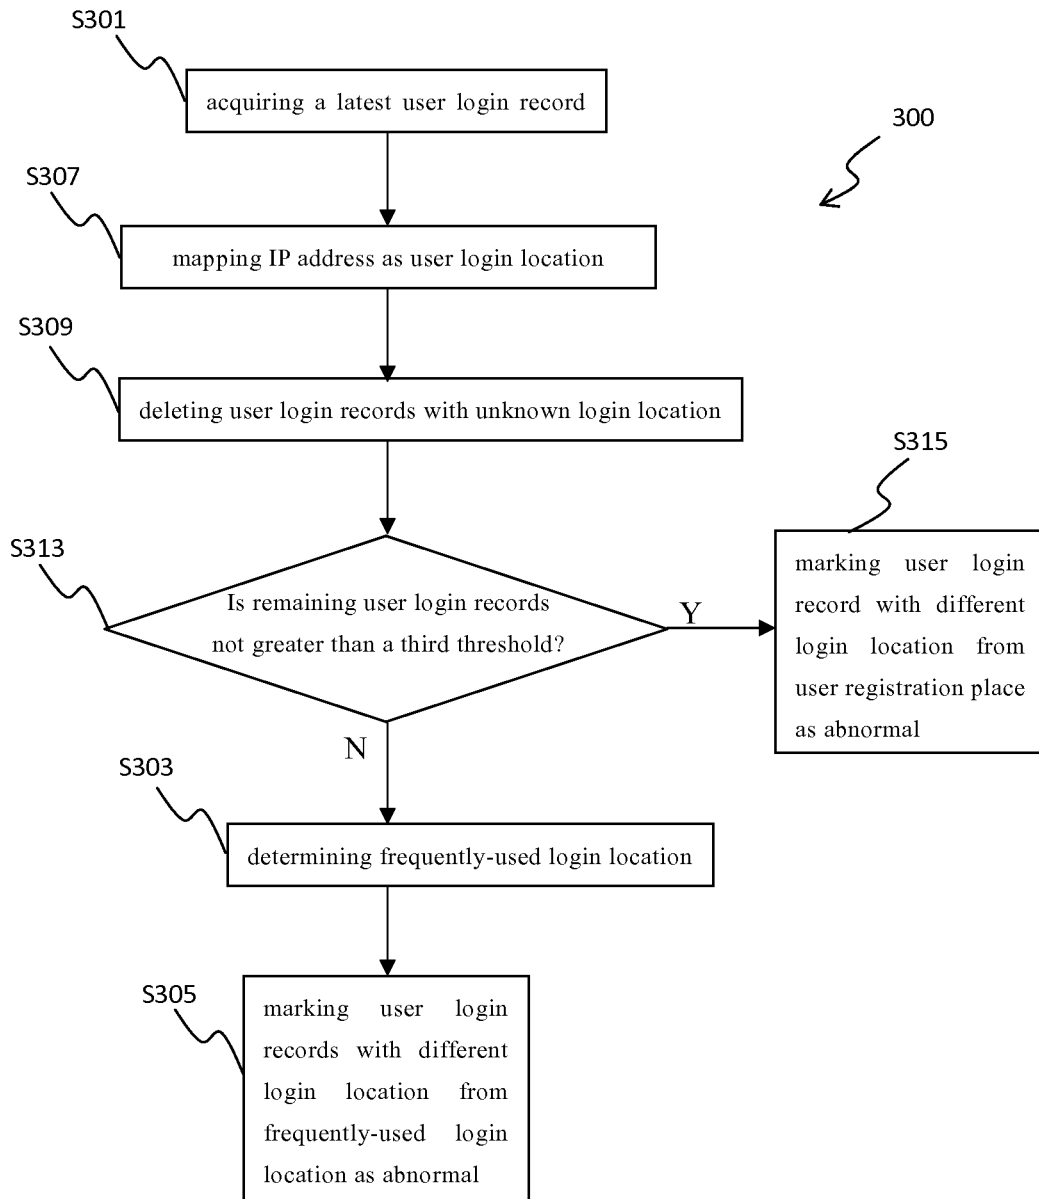 S301
acquiring a latest user login record
300
S307
mapping IP address as user login location
S309
deleting user login records with unknown login location
S315
S313
Is remaining user login records
not greater than a third threshold?
Y
marking user login
record with different
login location from
user registration place
as abnormal
N
S303
determining frequently-used login location
S305
marking user login
records with different
login location from
frequently-used login
location as abnormal